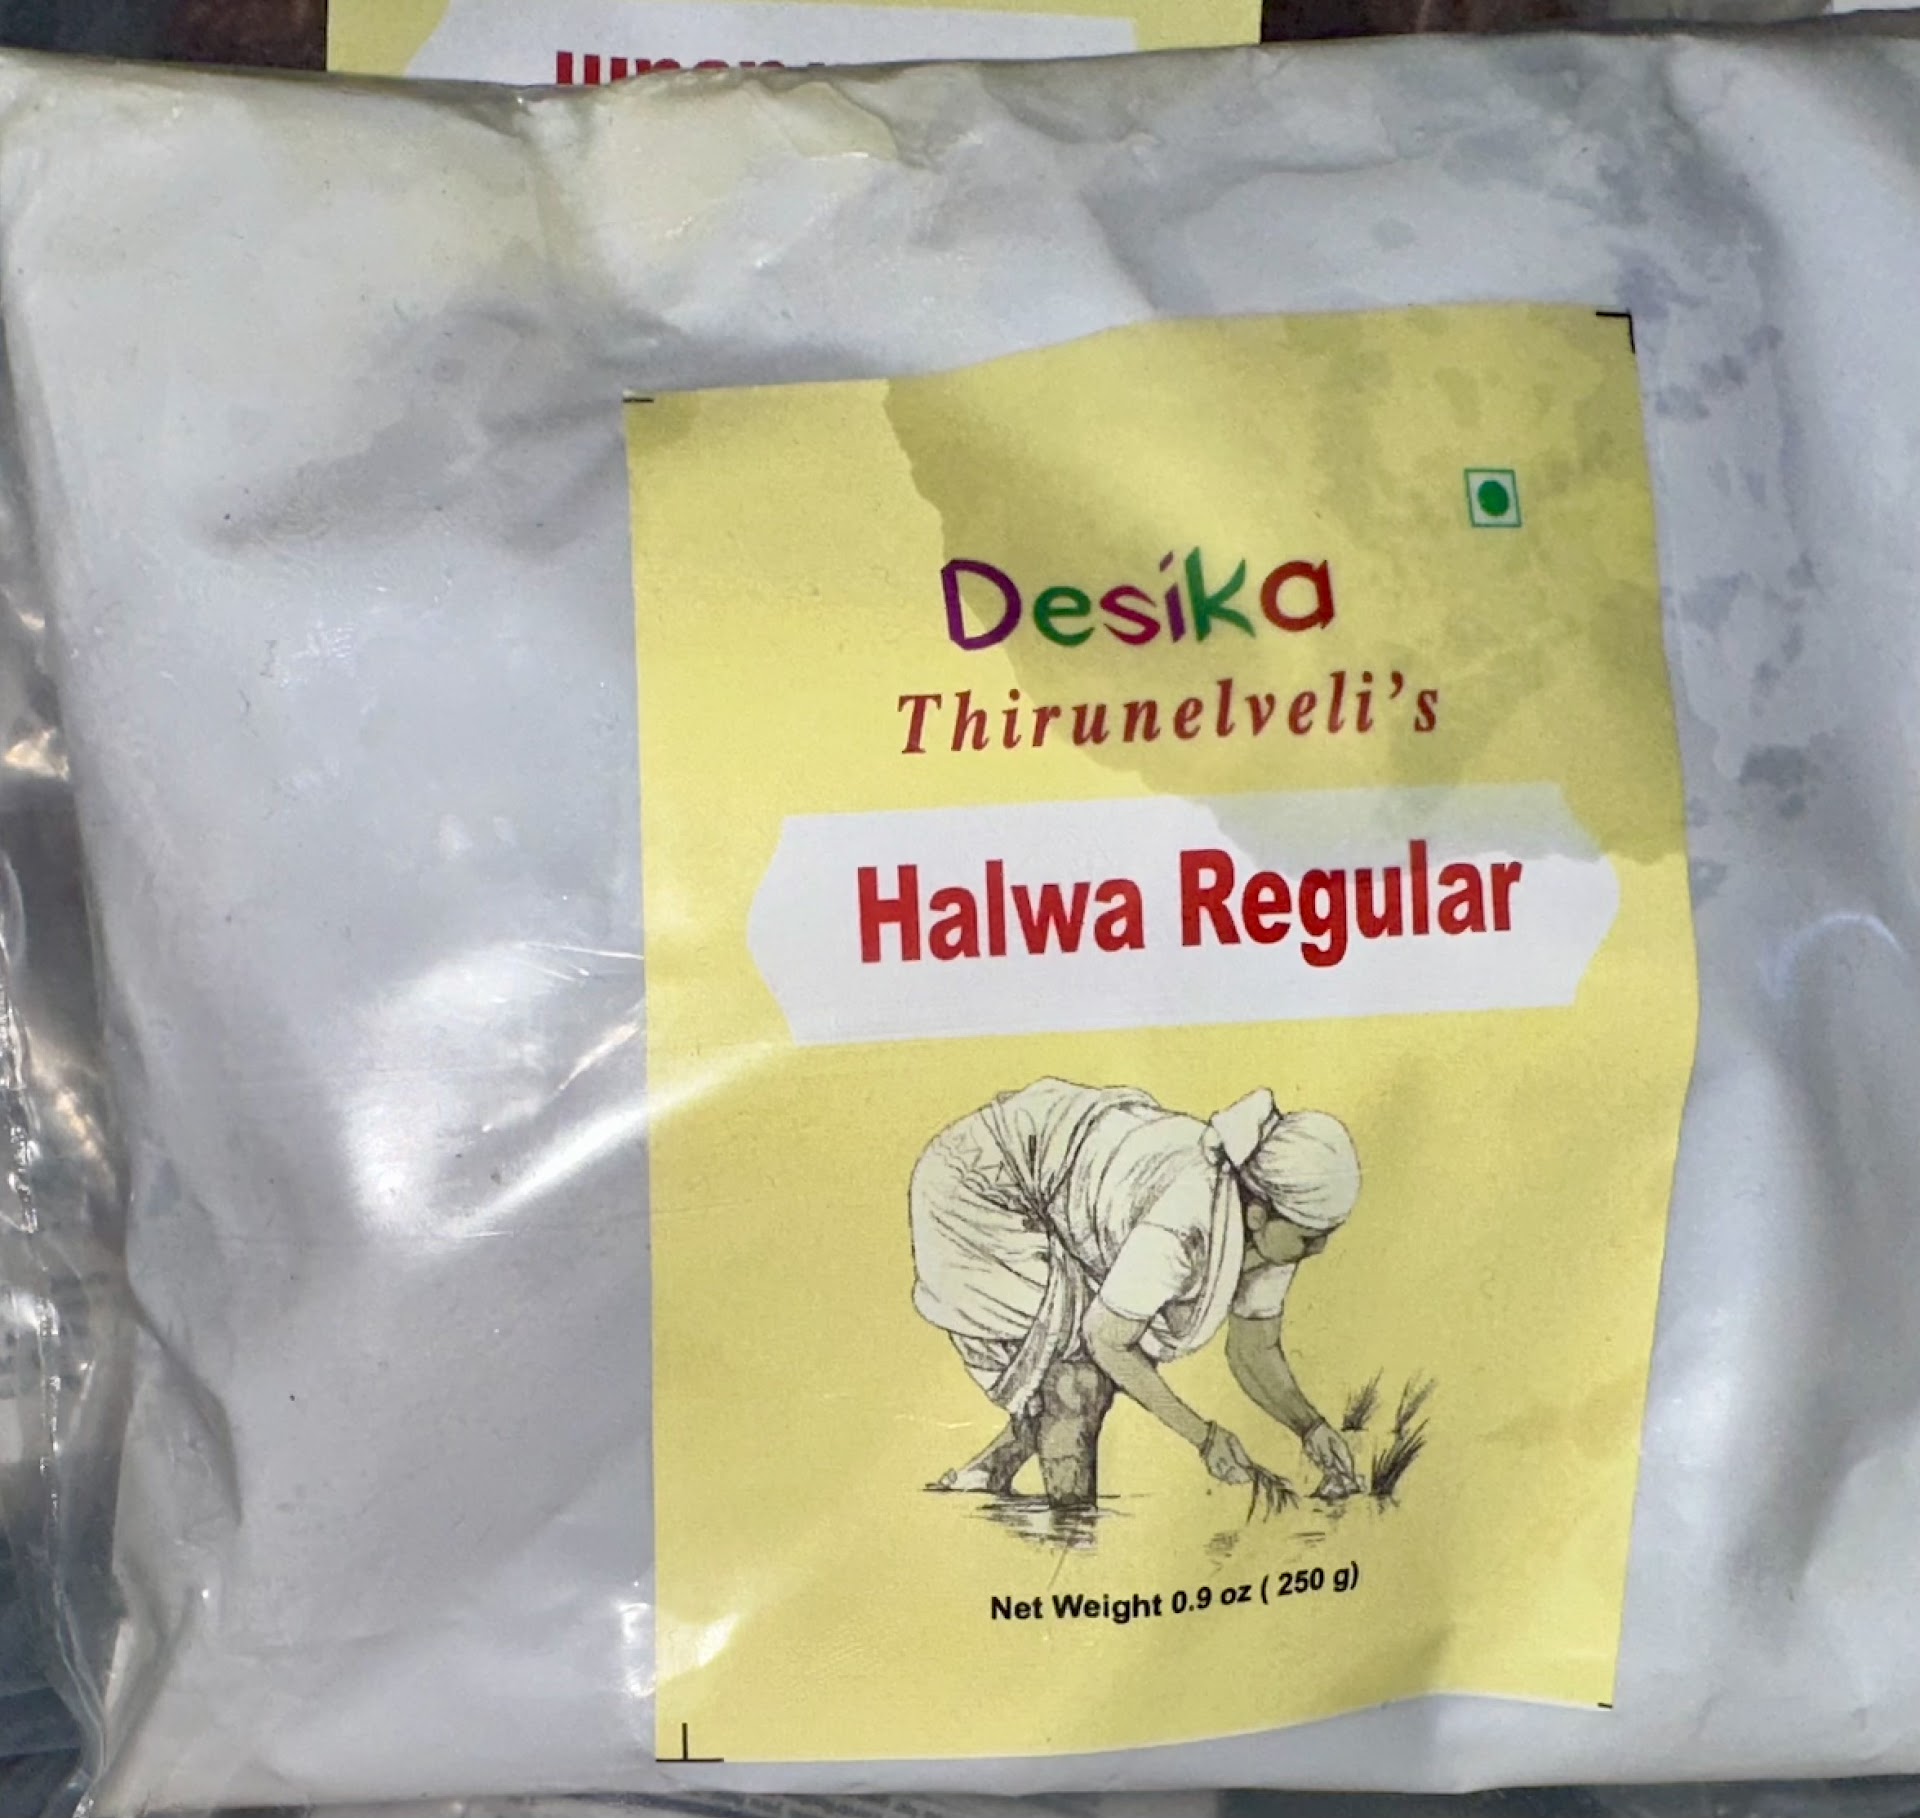 Desika
Thirunelveli's
Halwa Regular
Net Weight 0.9 oz ( 250 g)